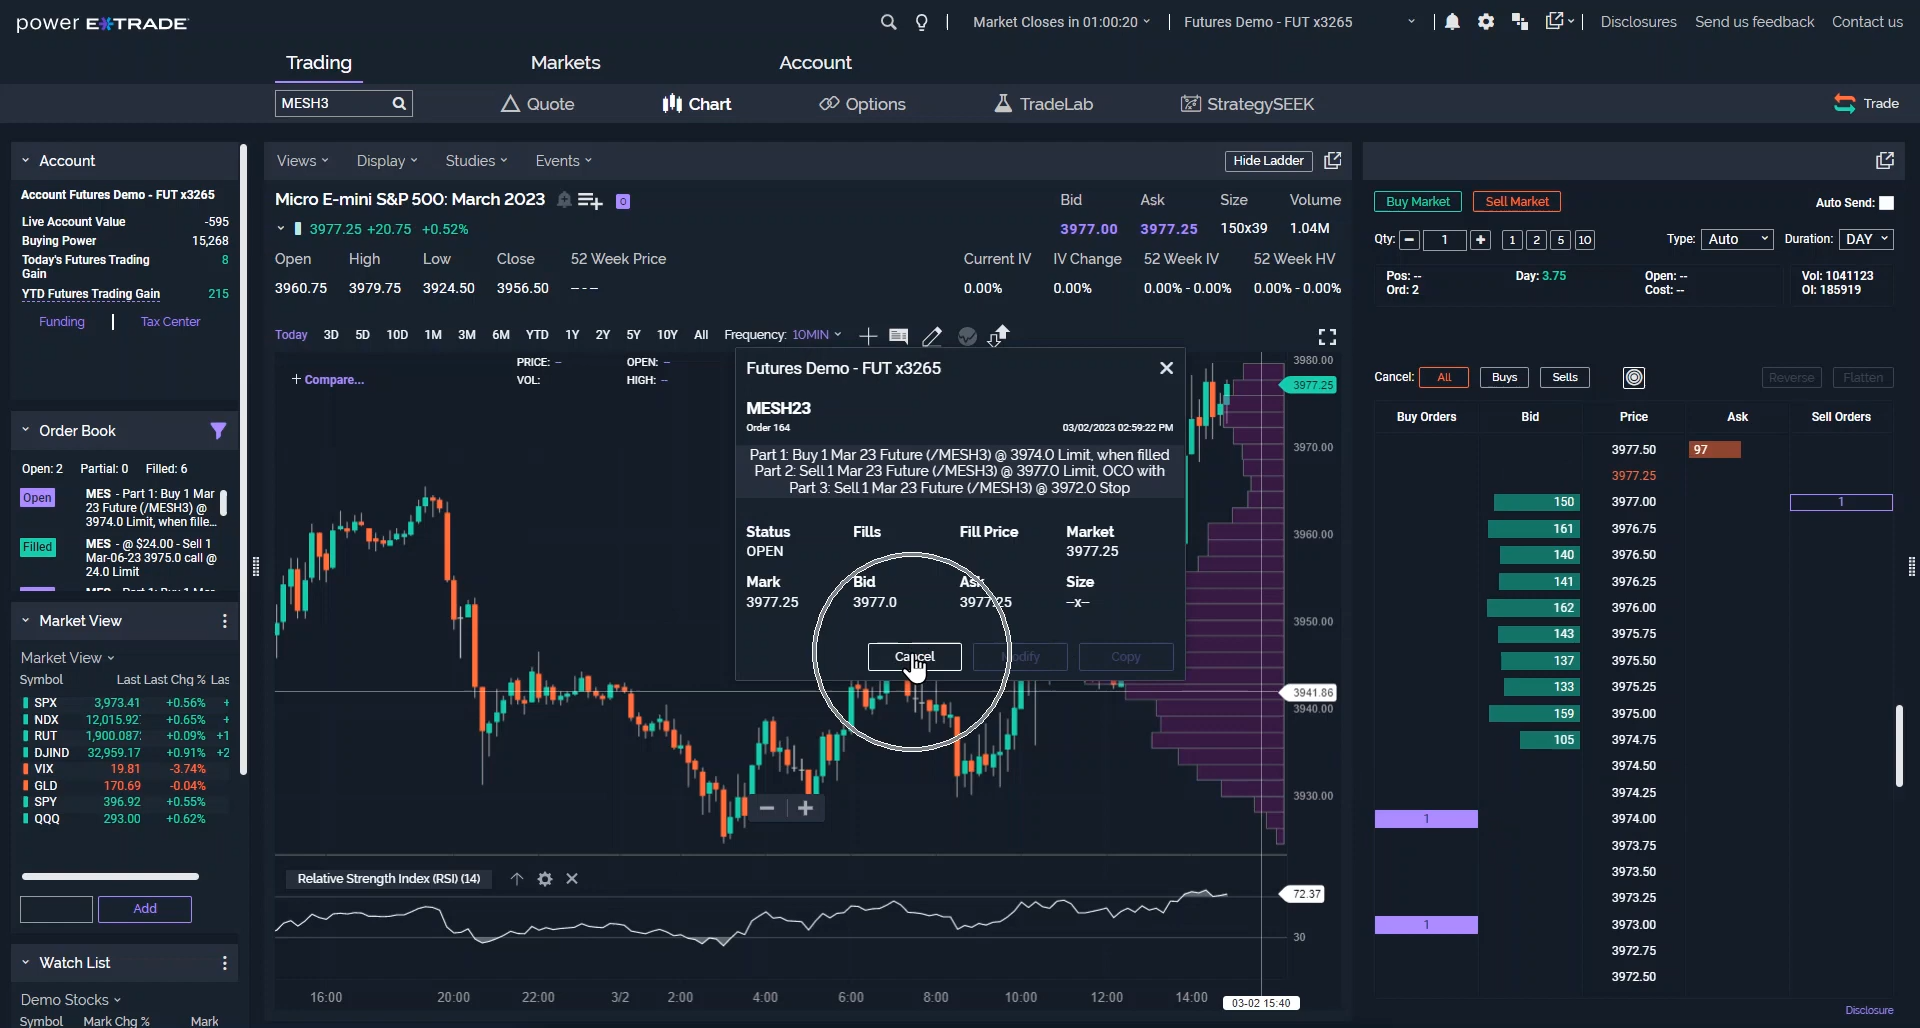 power E*TRADE
Market Closes in 01:00:20
Futures Demo - FUT x3265
Disclosures
Send us feedback
Contact us
Trading
Markets
Account
MESH3
Quote
Chart
Options
TradeLab
StrategySEEK
Trade
Account
Account Futures Demo - FUT x3265
Live Account Value -595
Buying Power 15,268
Today's Futures Trading
Gain 8
YTD Futures Trading Gain 215
Funding
Tax Center
Order Book
Open: 2 Partial: 0 Filled: 6
Open
MES - Part 1: Buy 1 Mar
23 Future (/MESH3) @
3974.0 Limit, when fille...
Filled
MES - @ $24.00 - Sell 1
Mar-06-23 3975.0 call @
24.0 Limit
Market View
Market View
Symbol Last Last Chg % Las
SPX 3,973.41 +0.56% +
NDX 12,015.92 +0.65% +
RUT 1,900.087 +0.09% +1
DJIND 32,959.17 +0.91% +2
VIX 19.81 -3.74%
GLD 170.69 -0.04%
SPY 396.92 +0.55%
QQQ 293.00 +0.62%
Add
Watch List
Demo Stocks
Symbol Mark Chg % Mark
Views
Display
Studies
Events
Hide Ladder
Micro E-mini S&P 500: March 2023
Bid Ask Size Volume
3977.25 +20.75 +0.52%
3977.00 3977.25 150x39 1.04M
Open High Low Close 52 Week Price
Current IV IV Change 52 Week IV 52 Week HV
3960.75 3979.75 3924.50 3956.50 ---
0.00% 0.00% 0.00% - 0.00% 0.00% - 0.00%
Today 3D 5D 10D 1M 3M 6M YTD 1Y 2Y 5Y 10Y All Frequency: 10MIN
PRICE: – OPEN: –
VOL: HIGH: --
+ Compare...
Futures Demo - FUT x3265
MESH23
Order 164 03/02/2023 02:59:22 PM
Part 1: Buy 1 Mar 23 Future (/MESH3) @ 3974.0 Limit, when filled
Part 2: Sell 1 Mar 23 Future (/MESH3) @ 3977.0 Limit, OCO with
Part 3: Sell 1 Mar 23 Future (/MESH3) @ 3972.0 Stop
Status Fills Fill Price Market
OPEN 3977.25
Mark Bid Ask Size
3977.25 3977.0 3977.25 –x–
Cancel
Modify
Copy
3980.00
3977.25
3970.00
3960.00
3950.00
3941.86
3940.00
3930.00
Relative Strength Index (RSI) (14)
72.37
30
16:00 20:00 22:00 3/2 2:00 4:00 6:00 8:00 10:00 12:00 14:00
03-02 15:40
Buy Market
Sell Market
Auto Send:
Qty: 1 1 2 5 10
Type: Auto
Duration: DAY
Pos: -- Day: 3.75 Open: -- Vol: 1041123
Ord: 2 Cost: -- OI: 185919
Cancel: All Buys Sells
Reverse
Flatten
Buy Orders Bid Price Ask Sell Orders
3977.50 97
3977.25
150 3977.00 1
161 3976.75
140 3976.50
141 3976.25
162 3976.00
143 3975.75
137 3975.50
133 3975.25
159 3975.00
105 3974.75
3974.50
3974.25
1 3974.00
3973.75
3973.50
3973.25
1 3973.00
3972.75
3972.50
Disclosure